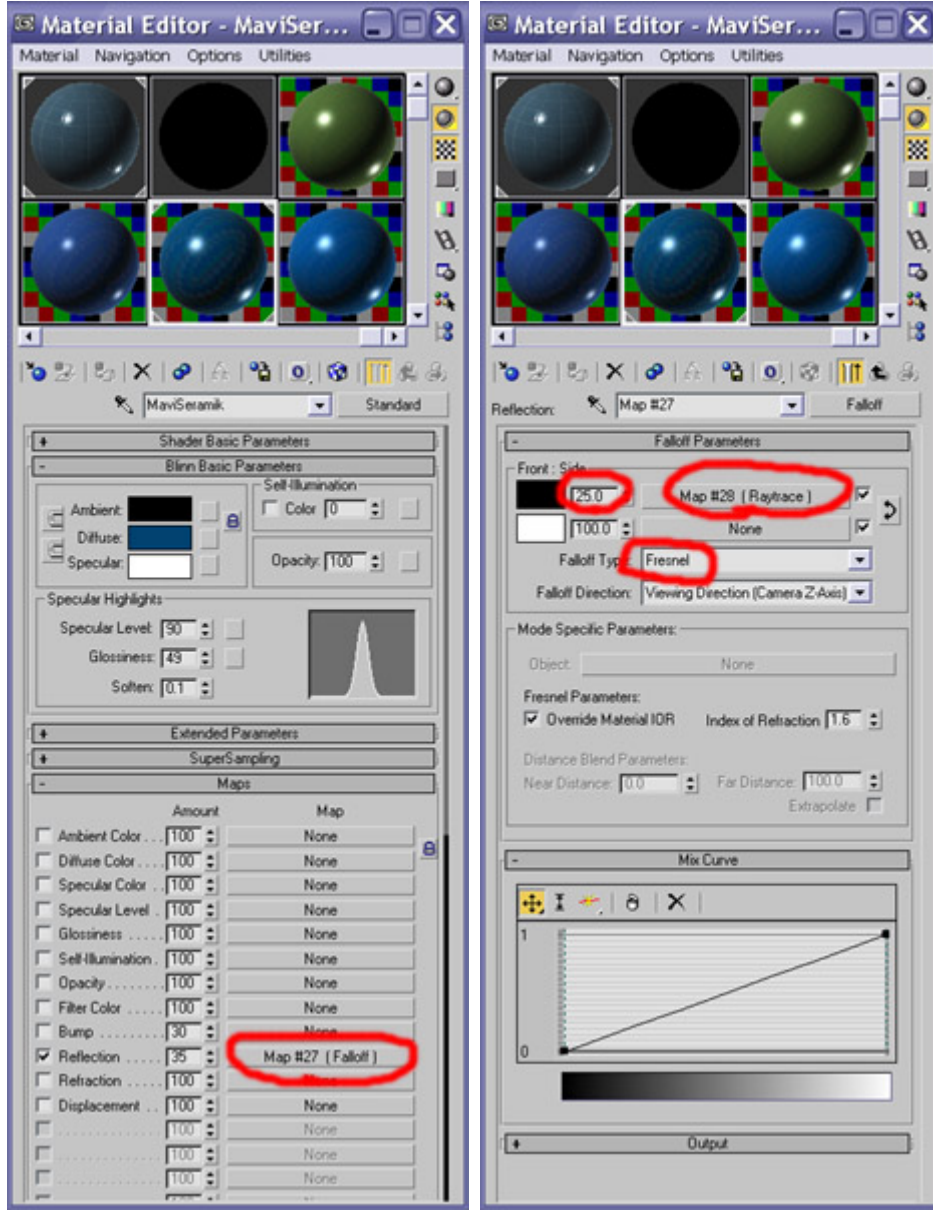 Material Editor - MaviSer...
Material Navigation Options Utilities
MaviSeramik Standard
+ Shader Basic Parameters
- Blinn Basic Parameters
Self-Illumination
Ambient: Color 0
Diffuse:
Specular: Opacity: 100
Specular Highlights
Specular Level: 90
Glossiness: 49
Soften: 0.1
+ Extended Parameters
+ SuperSampling
- Maps
Amount Map
Ambient Color . . . 100 None
Diffuse Color . . . . 100 None
Specular Color . . 100 None
Specular Level . 100 None
Glossiness . . . . . 100 None
Self-Illumination . 100 None
Opacity . . . . . . . . 100 None
Filter Color . . . . . 100 None
Bump . . . . . . . . . 30 None
Reflection . . . . . . 35 Map #27 ( Falloff )
Refraction . . . . . . 100
Displacement . . 100 None
. . . . . . . . . . . . . 100 None
. . . . . . . . . . . . . 100 None
. . . . . . . . . . . . . 100 None
Material Editor - MaviSer...
Material Navigation Options Utilities
Reflection: Map #27 Falloff
- Falloff Parameters
Front : Side
25.0 Map #28 ( Raytrace )
100.0 None
Falloff Type: Fresnel
Falloff Direction: Viewing Direction (Camera Z-Axis)
Mode Specific Parameters:
Object: None
Fresnel Parameters:
Override Material IOR Index of Refraction 1.6
Distance Blend Parameters:
Near Distance: 0.0 Far Distance: 100.0
Extrapolate
- Mix Curve
1
0
+ Output